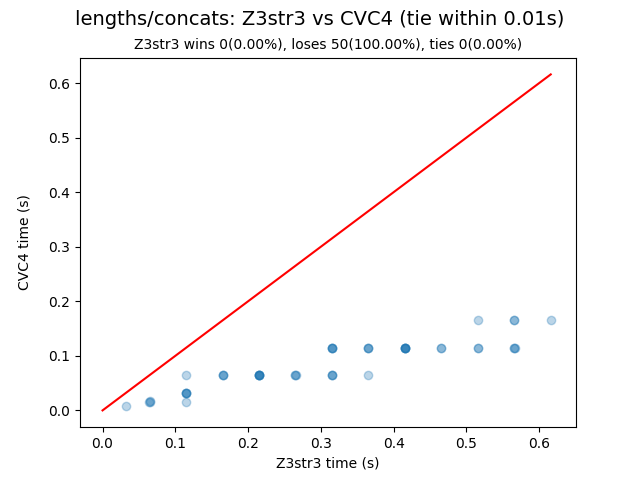 lengths/concats: Z3str3 vs CVC4 (tie within 0.01s)
Z3str3 wins 0(0.00%), loses 50(100.00%), ties 0(0.00%)
0.6
0.5
0.4
0.3
0.2
0.1
0.0
CVC4 time (s)
0.0 0.1 0.2 0.3 0.4 0.5 0.6
Z3str3 time (s)